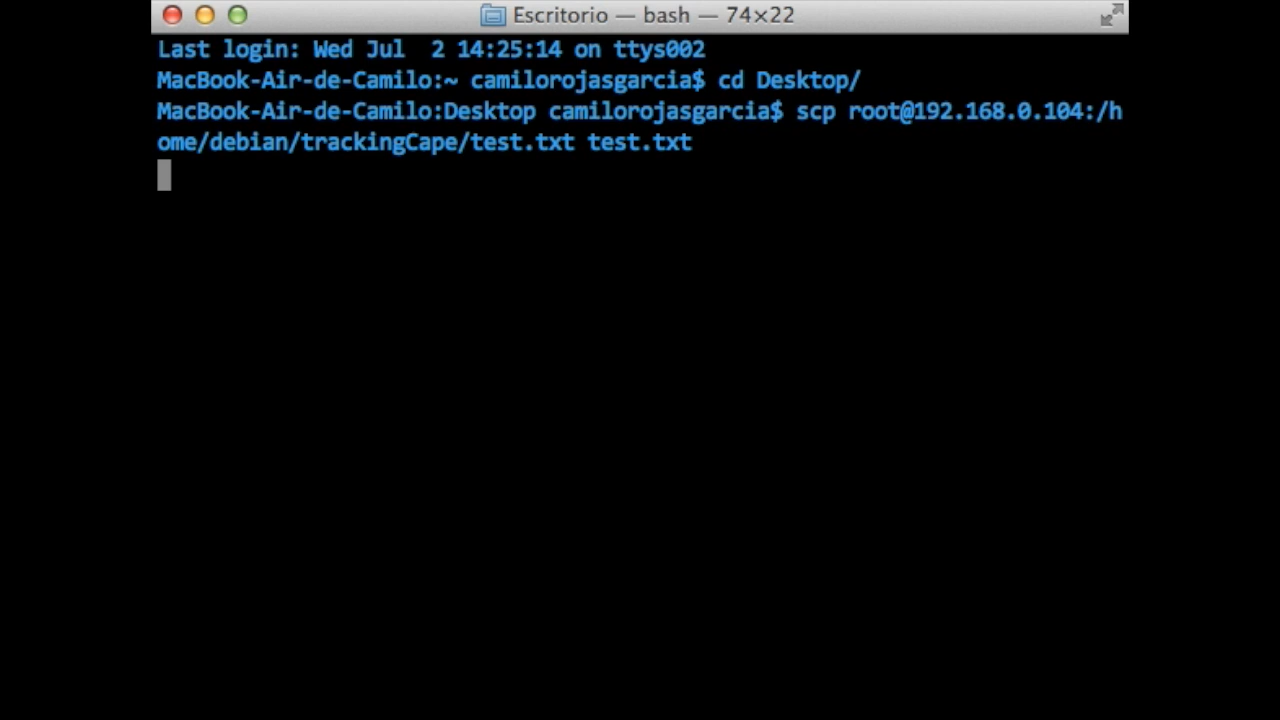 Escritorio — bash — 74×22
Last login: Wed Jul  2 14:25:14 on ttys002
MacBook-Air-de-Camilo:~ camilorojasgarcia$ cd Desktop/
MacBook-Air-de-Camilo:Desktop camilorojasgarcia$ scp root@192.168.0.104:/h
ome/debian/trackingCape/test.txt test.txt